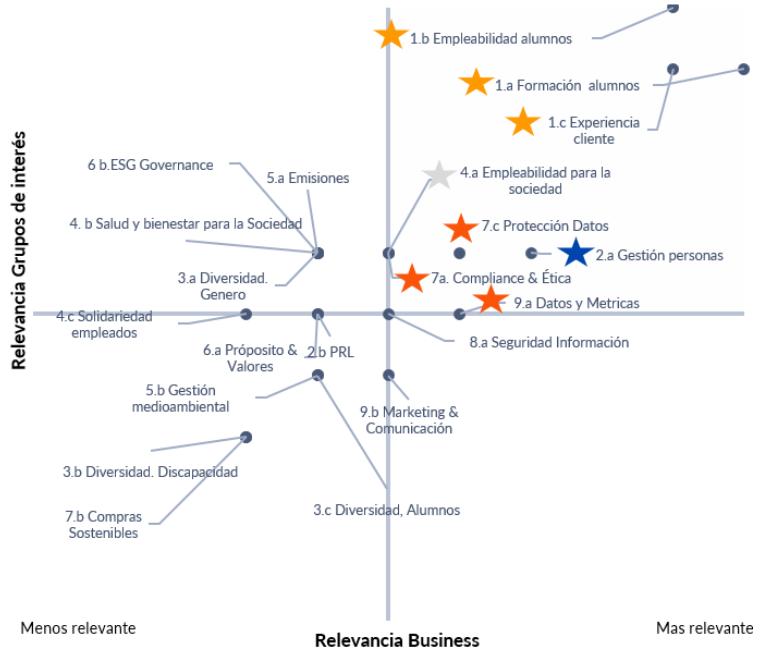 1.b Empleabilidad alumnos
1.a Formación alumnos
1.c Experiencia
cliente
6 b.ESG Governance
5.a Emisiones
4.a Empleabilidad para la
sociedad
4. b Salud y bienestar para la Sociedad
7.c Protección Datos
2.a Gestión personas
3.a Diversidad.
Genero
7a. Compliance & Ética
9.a Datos y Metricas
4.c Solidariedad
empleados
6.a Próposito &
Valores
2.b PRL
8.a Seguridad Información
5.b Gestión
medioambiental
9.b Marketing &
Comunicación
3.b Diversidad. Discapacidad
7.b Compras
Sostenibles
3.c Diversidad, Alumnos
Relevancia Grupos de interés
Menos relevante
Relevancia Business
Mas relevante